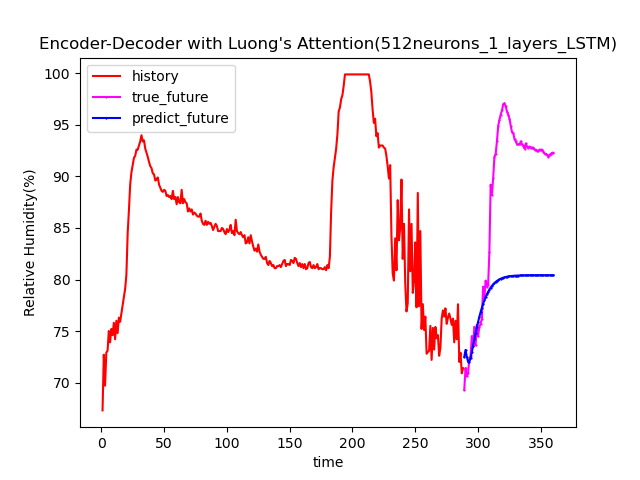 Encoder-Decoder with Luong's Attention(512neurons_1_layers_LSTM)
history
true_future
predict_future
Relative Humidity(%)
100
95
90
85
80
75
70
0 50 100 150 200 250 300 350
time